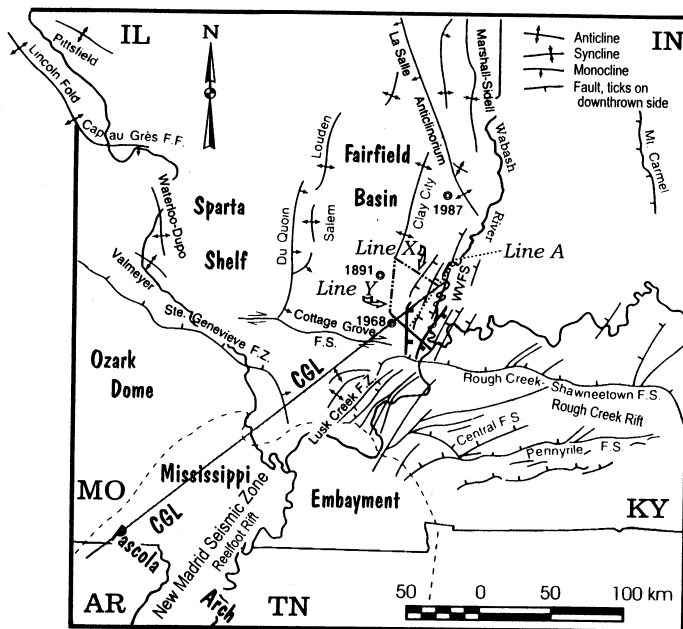 IL
N
IN
Anticline
Syncline
Monocline
Fault, ticks on
downthrown side
Pittsfield
Lincoln Fold
Cap au Grès F.F.
La Salle
Anticlinorium
Marshall-Sidell
Wabash
River
Mt. Carmel
Louden
Fairfield
Basin
Clay City
1987
Waterloo-Dupo
Sparta
Shelf
Du Quoin
Salem
Line X
Line A
Valmeyer
1891
Line Y
WVFS
Ste. Genevieve F.Z.
Cottage Grove
F.S.
1968
Ozark
Dome
CGL
Lusk Creek F.Z.
Rough Creek- Shawneetown F.S.
Rough Creek Rift
Central F.S.
Pennyrile
F.S.
Mississippi
Embayment
MO
CGL
KY
Pascola
New Madrid Seismic Zone
Reelfoot Rift
Arch
AR
TN
50 0 50 100 km